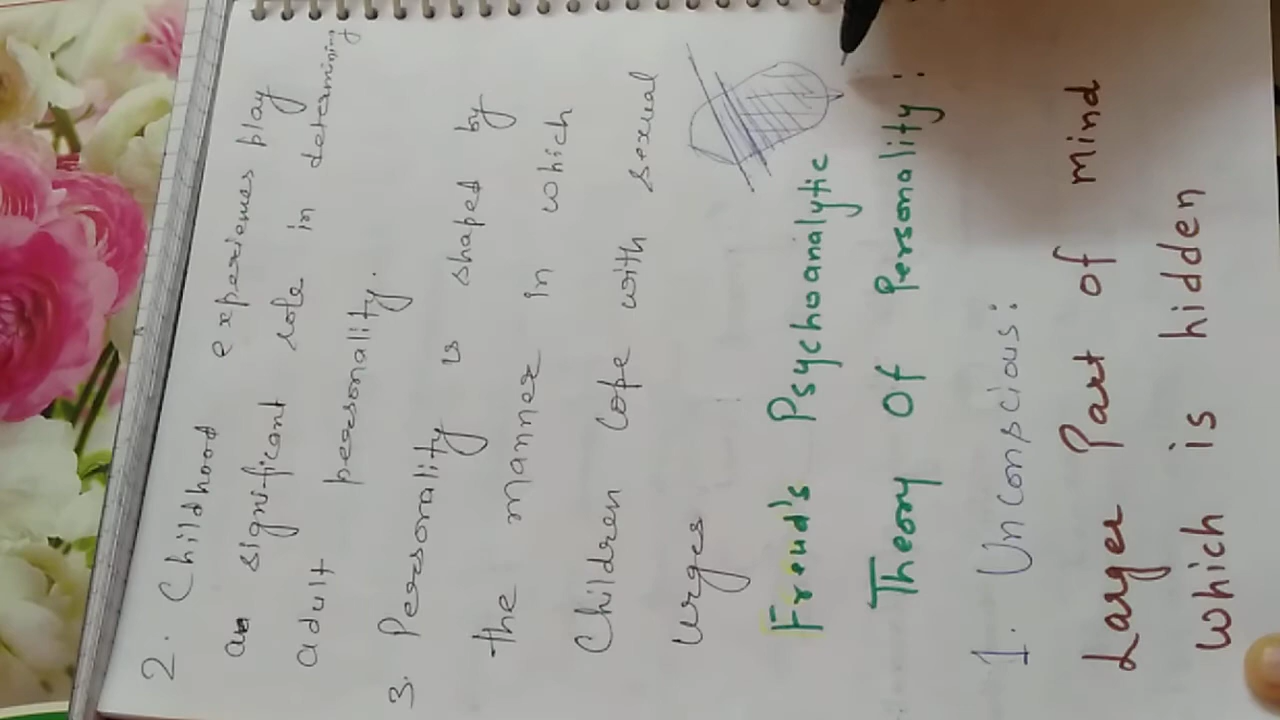 2. Childhood experiences play
a significant role in determining
adult personality.
3. Personality is shaped by
the manner in which
Children Cope with sexual
urges
Freud's Psychoanalytic
Theory Of Personality:
1. Unconscious:
Larger Part of mind
which is hidden